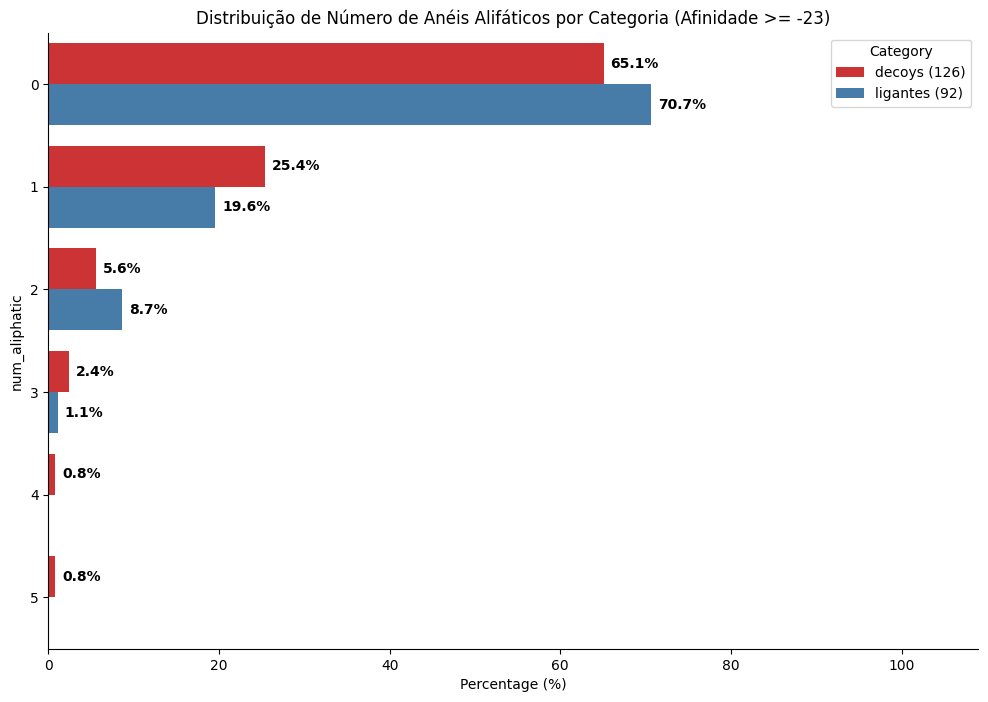 Distribuição de Número de Anéis Alifáticos por Categoria (Afinidade >= -23)
Category
decoys (126)
ligantes (92)
num_aliphatic
0
65.1%
70.7%
1
25.4%
19.6%
2
5.6%
8.7%
3
2.4%
1.1%
4
0.8%
5
0.8%
0 20 40 60 80 100
Percentage (%)